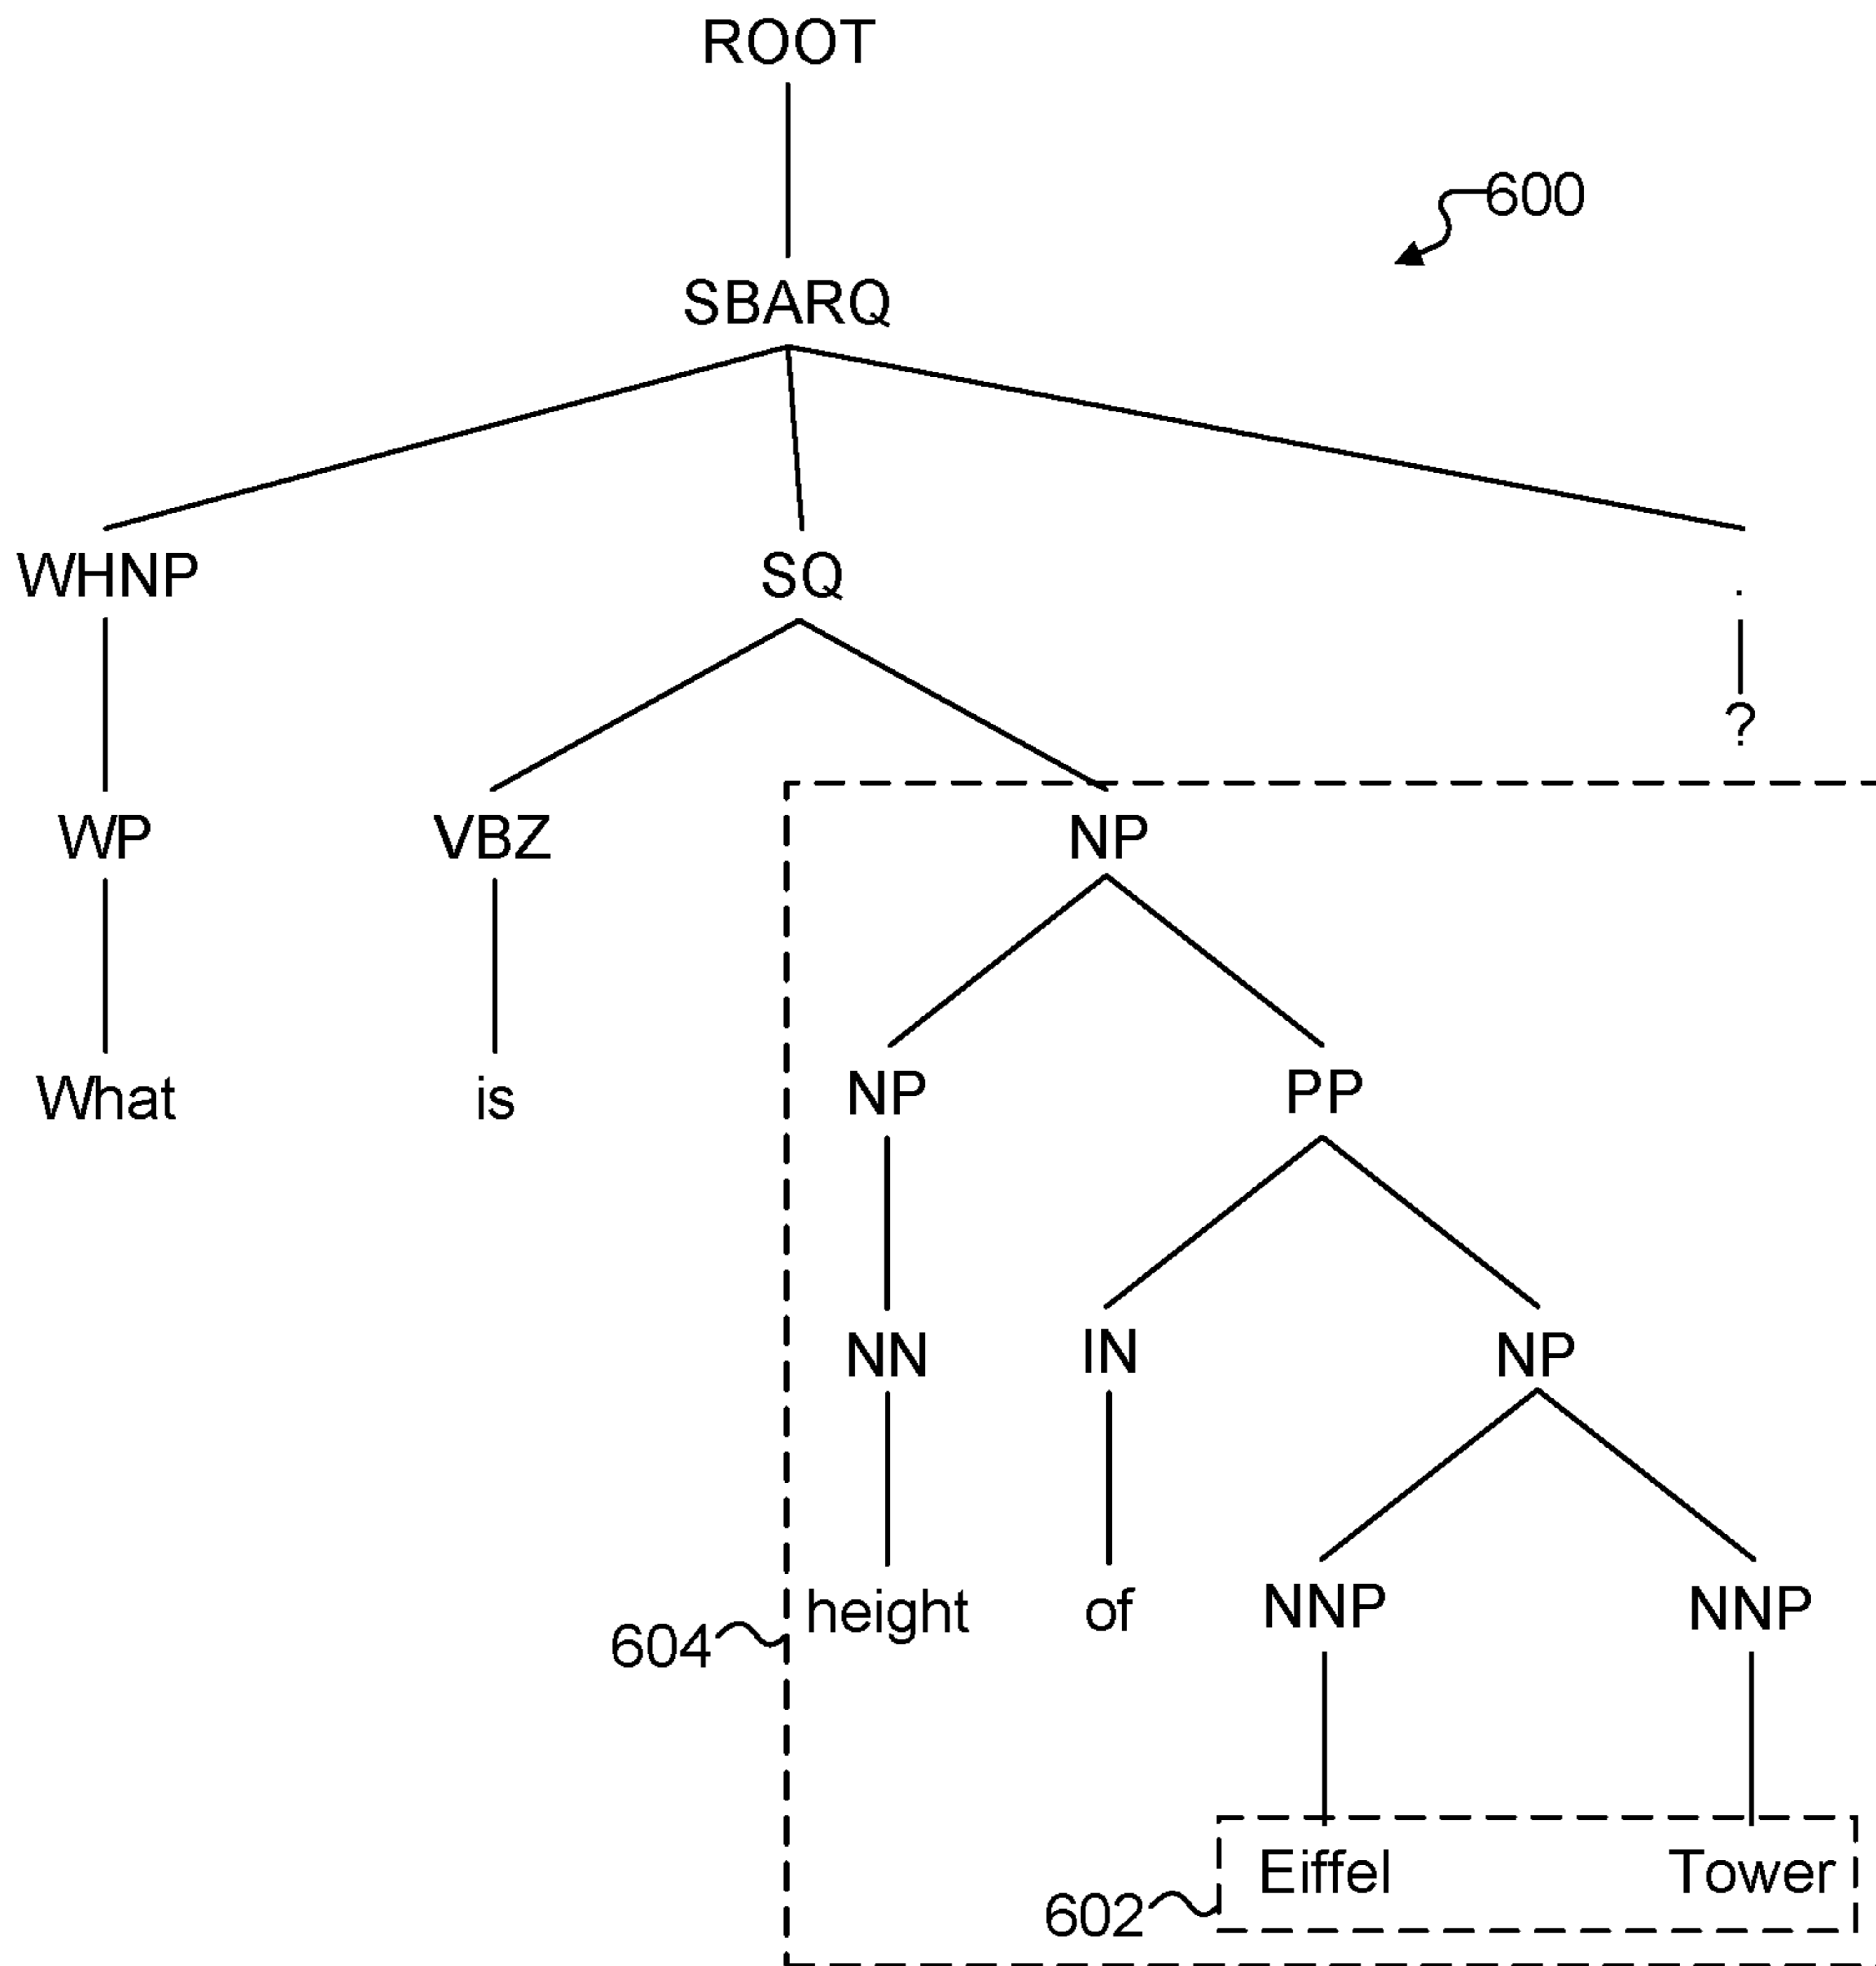 ROOT
600
SBARQ
WHNP SQ .
?
WP VBZ NP
What is NP PP
NN IN NP
height of NNP NNP
604
Eiffel Tower
602